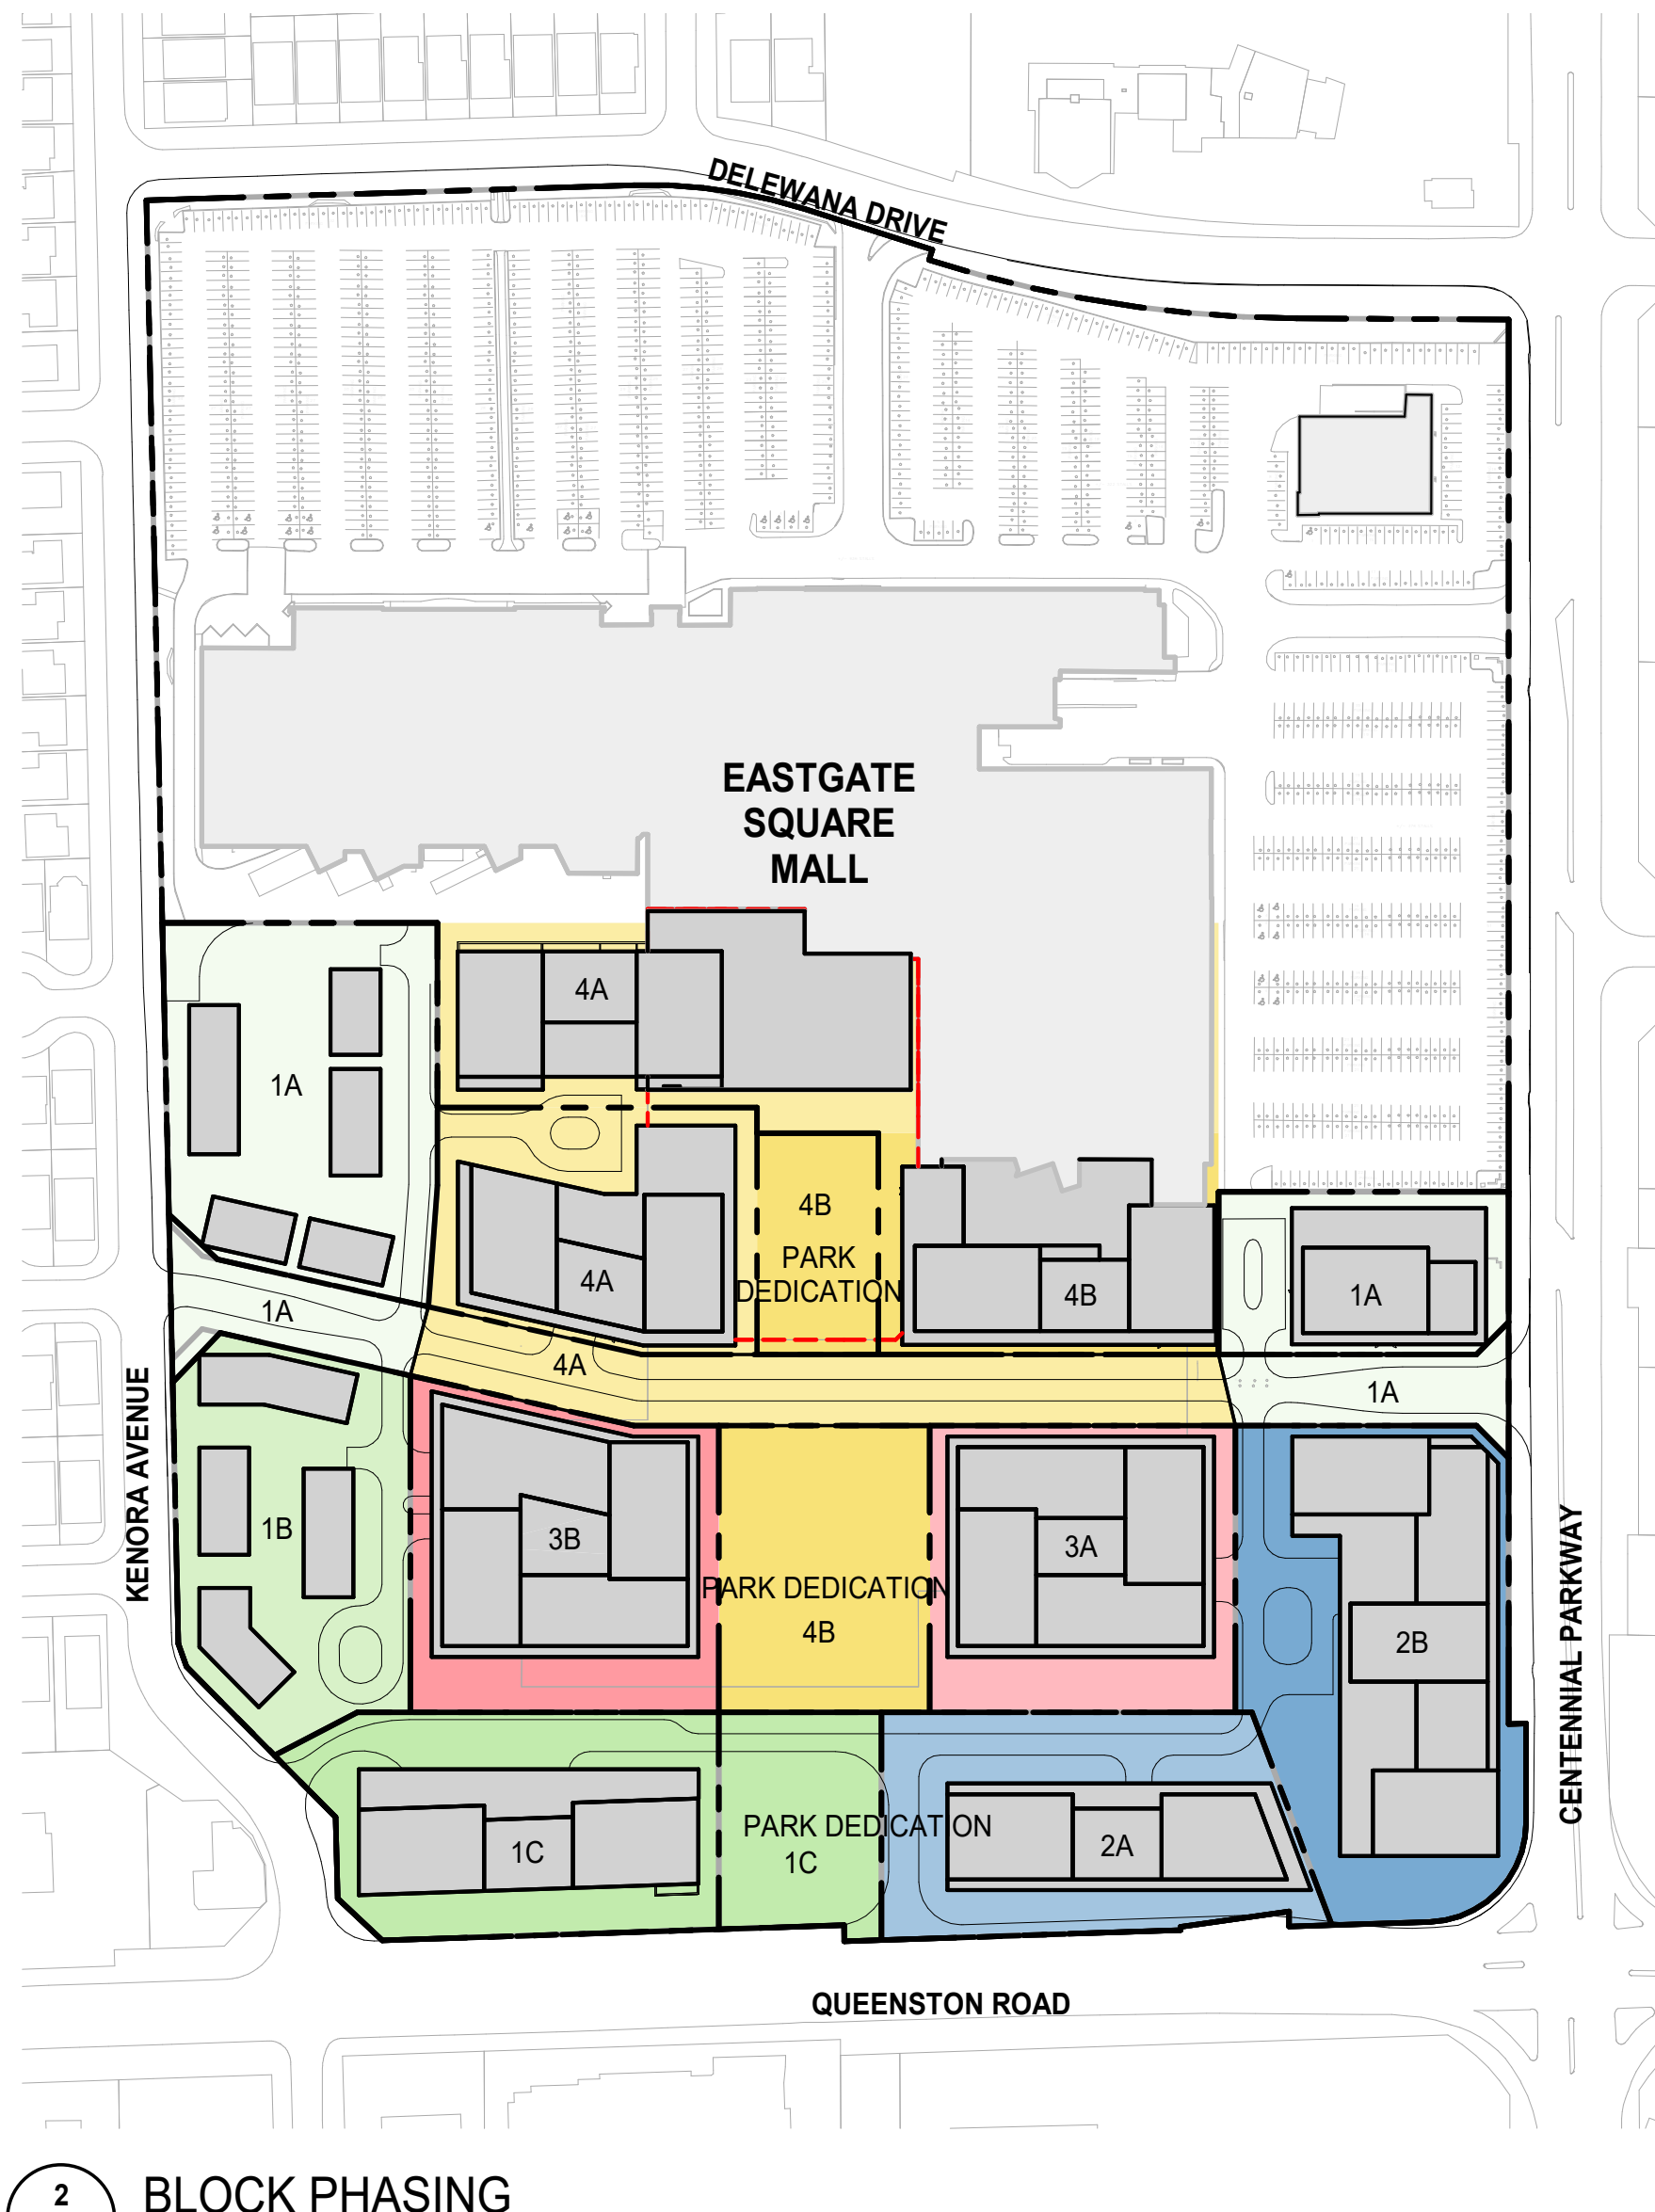 DELEWANA DRIVE
EASTGATE
SQUARE
MALL
4A
1A
4B
PARK
DEDICATION
4A
4B
1A
1A
4A
1A
KENORA AVENUE
1B
3B
3A
PARK DEDICATION
4B
2B
CENTENNIAL PARKWAY
PARK DEDICATION
1C
1C
2A
QUEENSTON ROAD
2
BLOCK PHASING